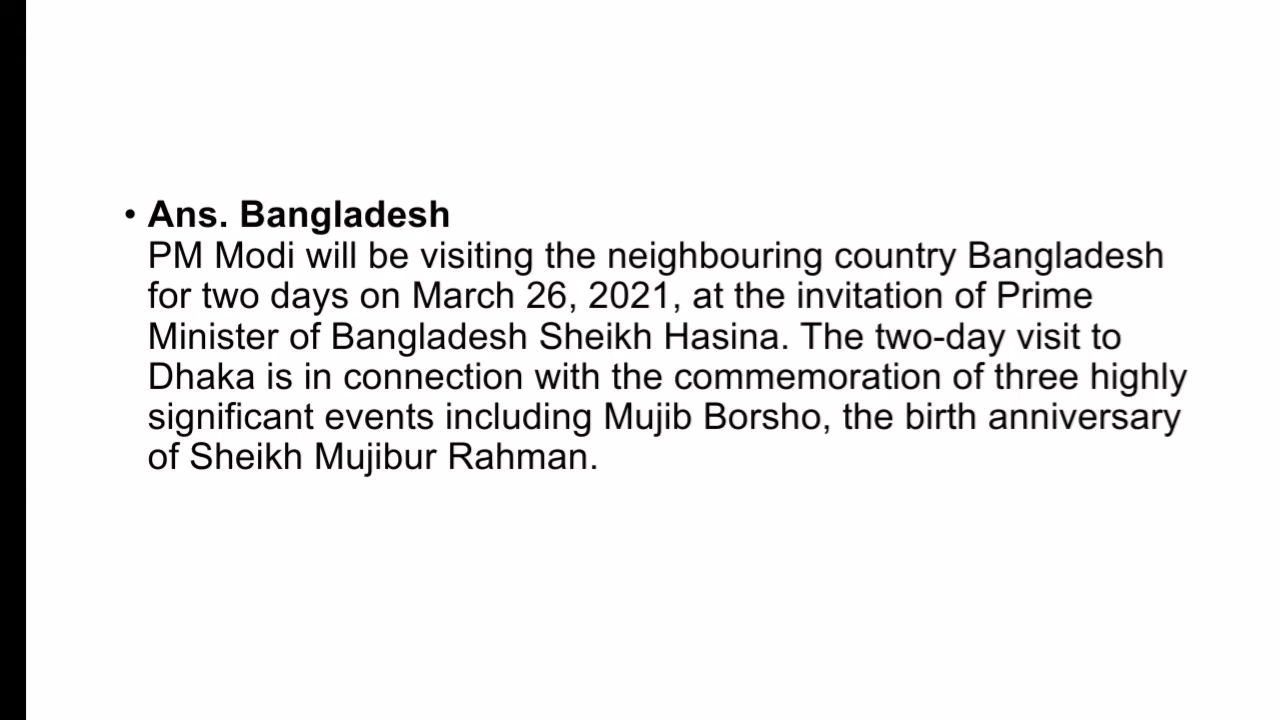 • Ans. Bangladesh
PM Modi will be visiting the neighbouring country Bangladesh
for two days on March 26, 2021, at the invitation of Prime
Minister of Bangladesh Sheikh Hasina. The two-day visit to
Dhaka is in connection with the commemoration of three highly
significant events including Mujib Borsho, the birth anniversary
of Sheikh Mujibur Rahman.